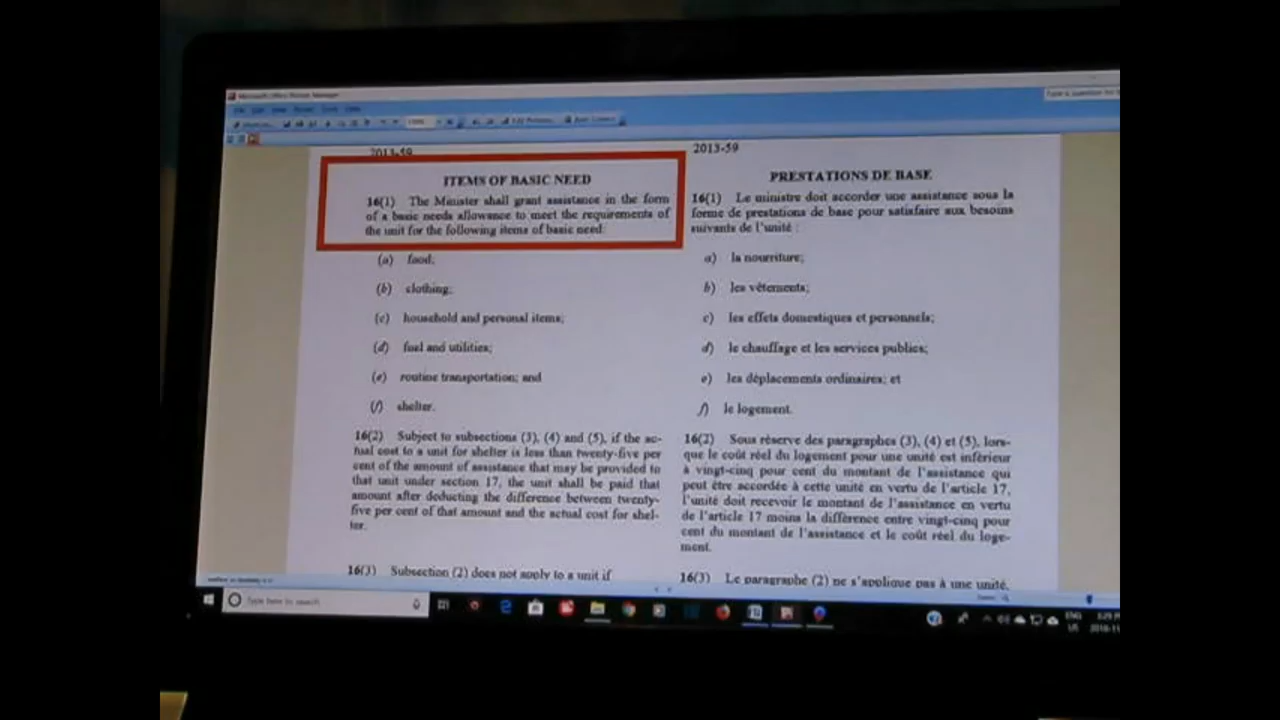 Microsoft Office Picture Manager
Type a question for
2013-59
ITEMS OF BASIC NEED
16(1) The Minister shall grant assistance in the form
of a basic needs allowance to meet the requirements of
the unit for the following items of basic need:
(a) food;
(b) clothing;
(c) household and personal items;
(d) fuel and utilities;
(e) routine transportation; and
(f) shelter.
16(2) Subject to subsections (3), (4) and (5), if the ac-
tual cost to a unit for shelter is less than twenty-five per
cent of the amount of assistance that may be provided to
that unit under section 17, the unit shall be paid that
amount after deducting the difference between twenty-
five per cent of that amount and the actual cost for shel-
ter.
16(3) Subsection (2) does not apply to a unit if
2013-59
PRESTATIONS DE BASE
16(1) Le ministre doit accorder une assistance sous la
forme de prestations de base pour satisfaire aux besoins
suivants de l'unité :
a) la nourriture;
b) les vêtements;
c) les effets domestiques et personnels;
d) le chauffage et les services publics;
e) les déplacements ordinaires; et
f) le logement.
16(2) Sous réserve des paragraphes (3), (4) et (5), lors-
que le coût réel du logement pour une unité est inférieur
à vingt-cinq pour cent du montant de l'assistance qui
peut être accordée à cette unité en vertu de l'article 17,
l'unité doit recevoir le montant de l'assistance en vertu
de l'article 17 moins la différence entre vingt-cinq pour
cent du montant de l'assistance et le coût réel du loge-
ment.
16(3) Le paragraphe (2) ne s'applique pas à une unité,
Type here to search
ENG
US